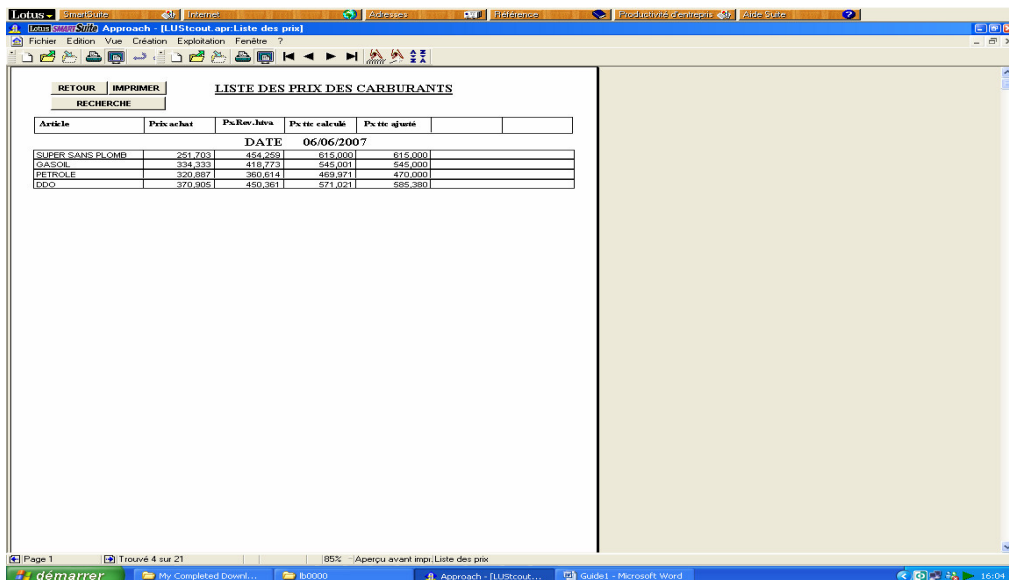 Lotus SmartSuite Internet Adresses Référence Productivité d'entrepris Aide Suite
Lotus SMARTSuite Approach - [LUStcout.apr:Liste des prix]
Fichier Edition Vue Création Exploitation Fenêtre ?
RETOUR IMPRIMER LISTE DES PRIX DES CARBURANTS
RECHERCHE
Article Prix achat Px.Rev.htva Px ttc calculé Px ttc ajusté
DATE 06/06/2007
SUPER SANS PLOMB 251,703 454,259 615,000 615,000
GASOIL 334,333 418,773 545,001 545,000
PETROLE 320,887 360,614 469,971 470,000
DDO 370,905 450,361 571,021 585,380
Page 1 Trouvé 4 sur 21 85% Aperçu avant impr. Liste des prix
démarrer My Completed Downl... lb0000 Approach - [LUStcout... Guide1 - Microsoft Word 16:04